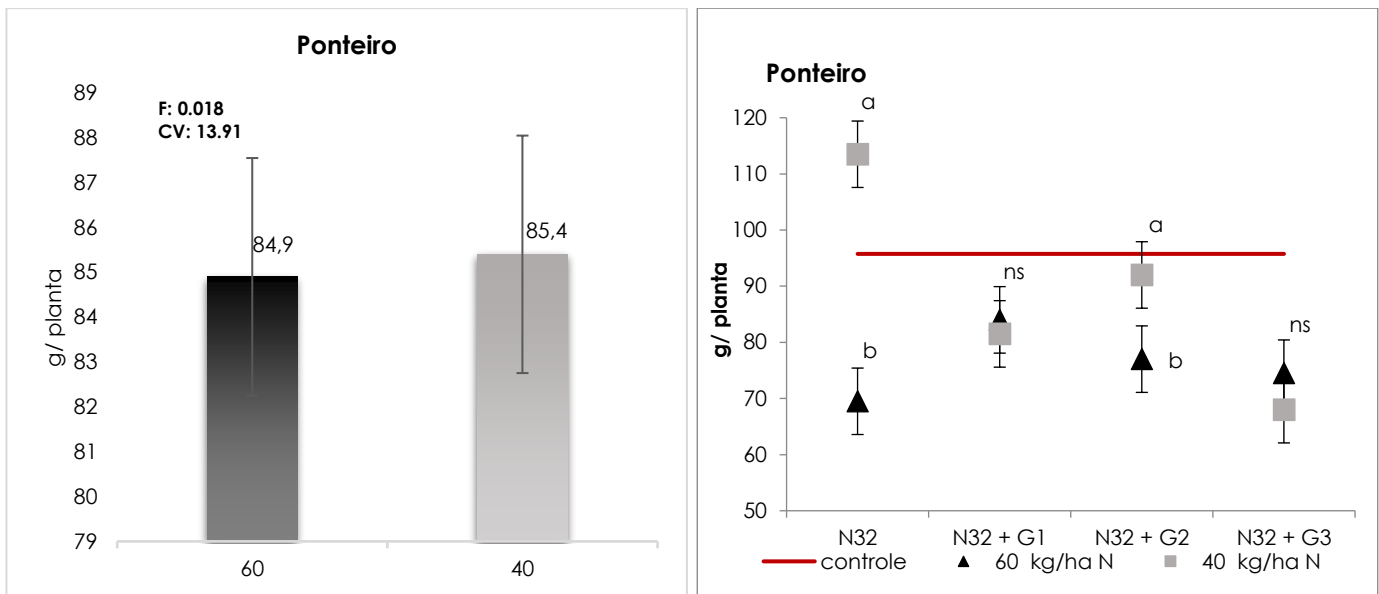 Ponteiro
F: 0.018
CV: 13.91
g/ planta
89
88
87
86
85
84
83
82
81
80
79
84,9
85,4
60
40
Ponteiro
g/ planta
120
110
100
90
80
70
60
50
a
b
ns
a
b
ns
N32
N32 + G1
N32 + G2
N32 + G3
controle
60 kg/ha N
40 kg/ha N